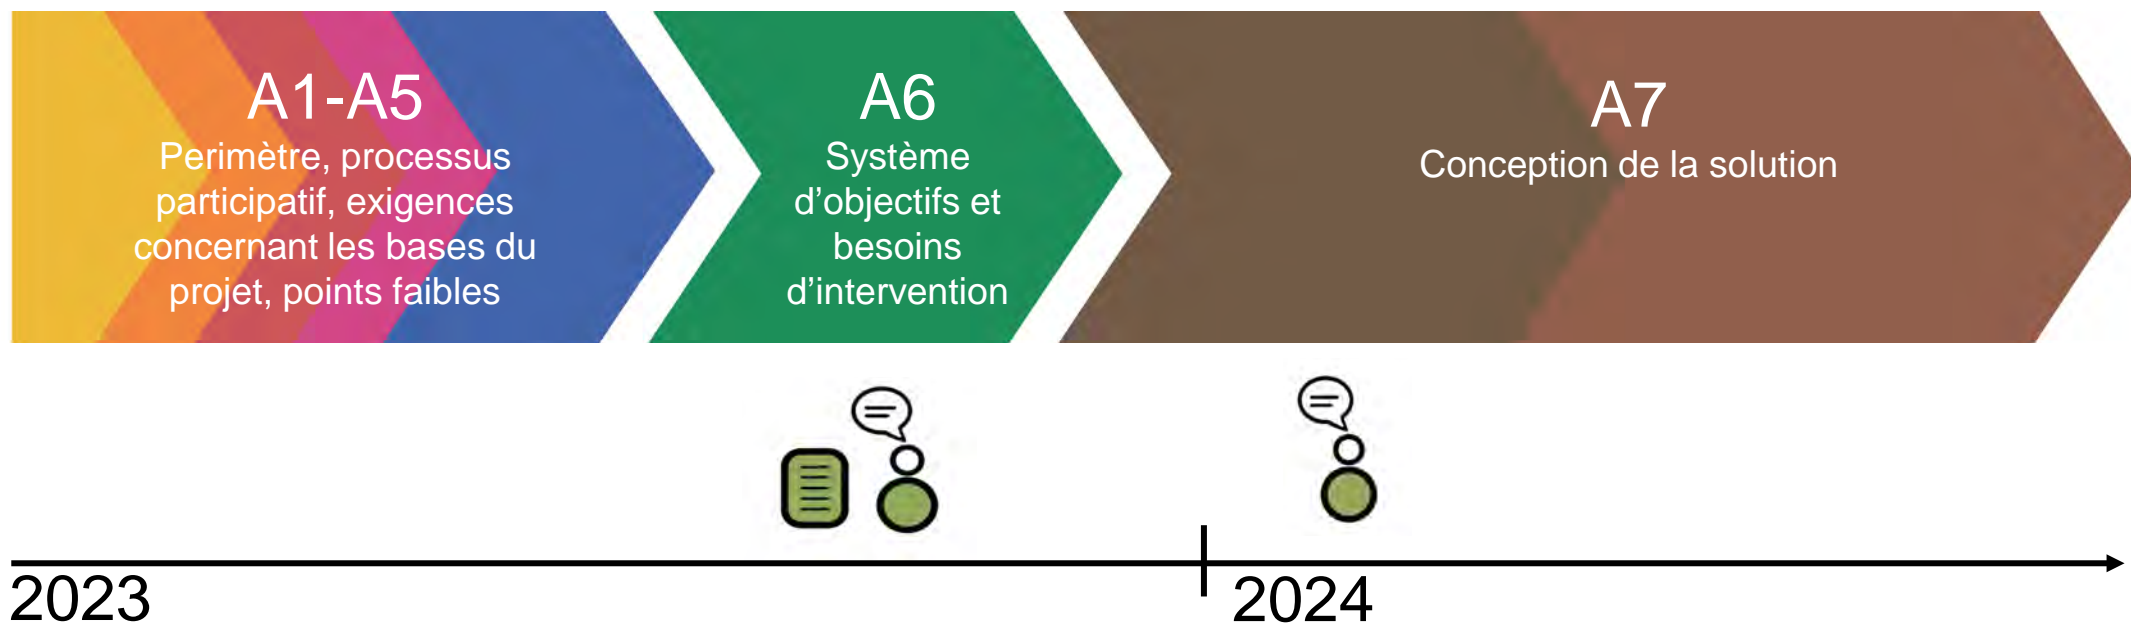 A1-A5
Perimètre, processus
participatif, exigences
concernant les bases du
projet, points faibles
A6
Système
d’objectifs et
besoins
d’intervention
A7
Conception de la solution
2023
2024